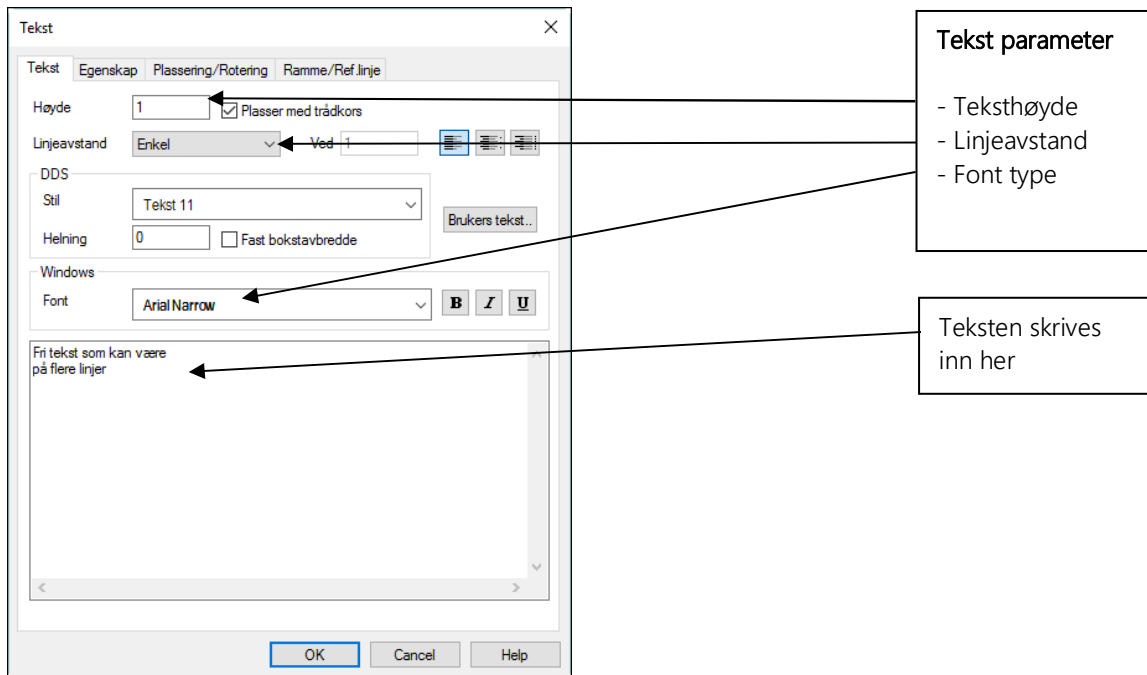 Tekst
Tekst Egenskap Plassering/Rotering Ramme/Ref.linje
Høyde 1 Plasser med trådkors
Linjeavstand Enkel Ved 1
DDS
Stil Tekst 11
Brukers tekst..
Helning 0 Fast bokstavbredde
Windows
Font Arial Narrow B I U
Fri tekst som kan være
på flere linjer
OK Cancel Help
Tekst parameter
- Teksthøyde
- Linjeavstand
- Font type
Teksten skrives
inn her